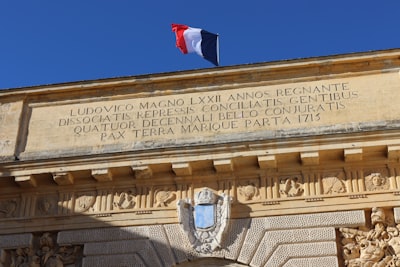 LUDOVICO MAGNO LXXII ANNOS REGNANTE
DISSOCIATIS REPRESSIS CONCILIATIS GENTIBUS
QUATUOR DECENNALI BELLO CONJURATIS
PAX TERRA MARIQUE PARTA 1715